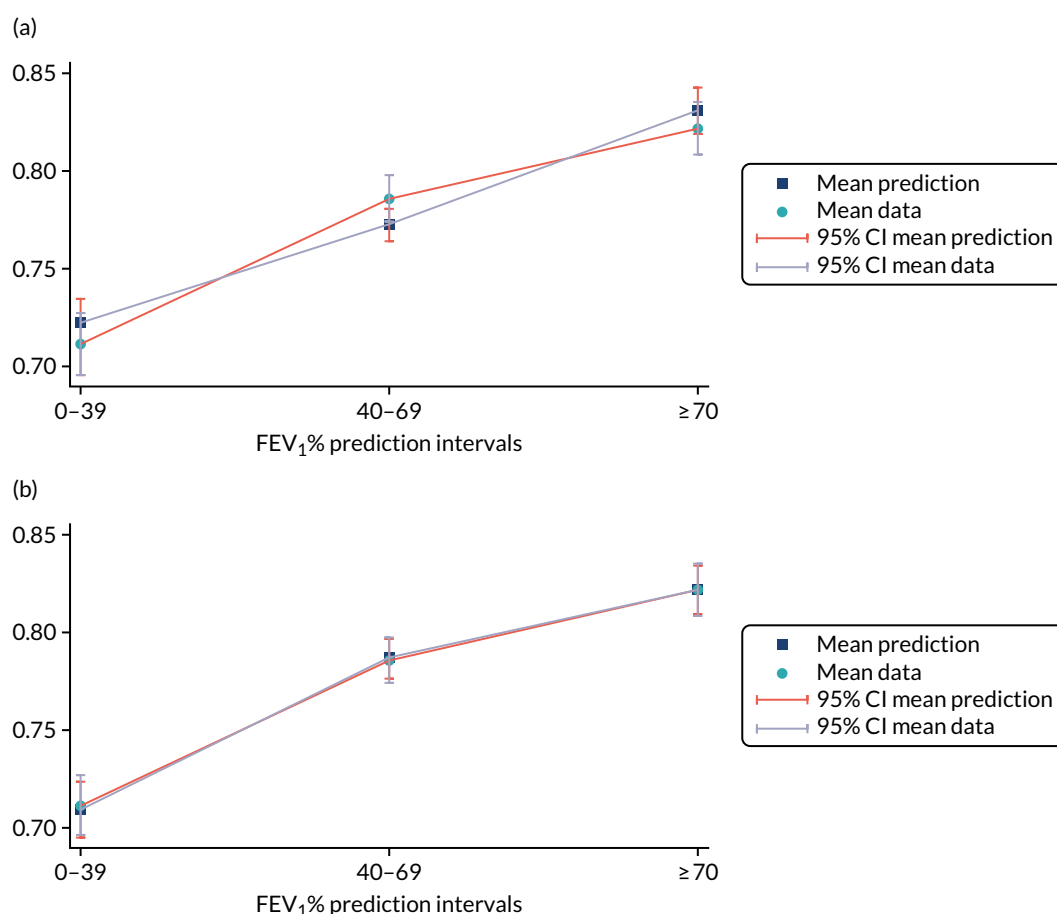 (a)
0.85
0.80
0.75
0.70
0–39
40–69
≥70
FEV1% prediction intervals
Mean prediction
Mean data
95% CI mean prediction
95% CI mean data
(b)
0.85
0.80
0.75
0.70
0–39
40–69
≥70
FEV1% prediction intervals
Mean prediction
Mean data
95% CI mean prediction
95% CI mean data